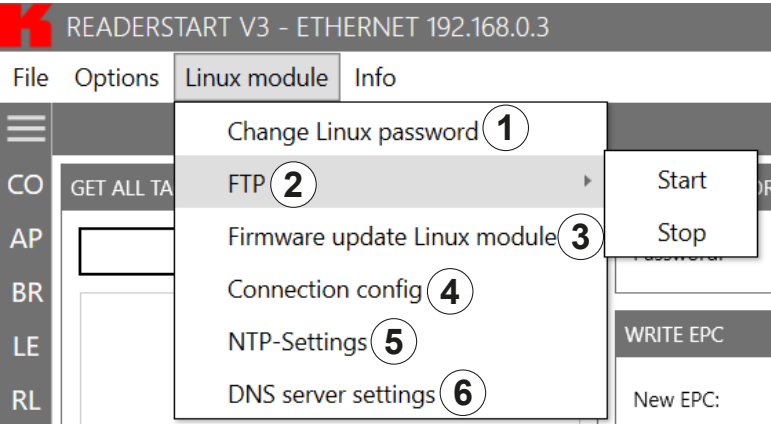 READERSTART V3 - ETHERNET 192.168.0.3
File Options Linux module Info
Change Linux password 1
CO GET ALL TA FTP 2 Start
AP Firmware update Linux module 3 Stop
BR Connection config 4
LE NTP-Settings 5 WRITE EPC
RL DNS server settings 6 New EPC: